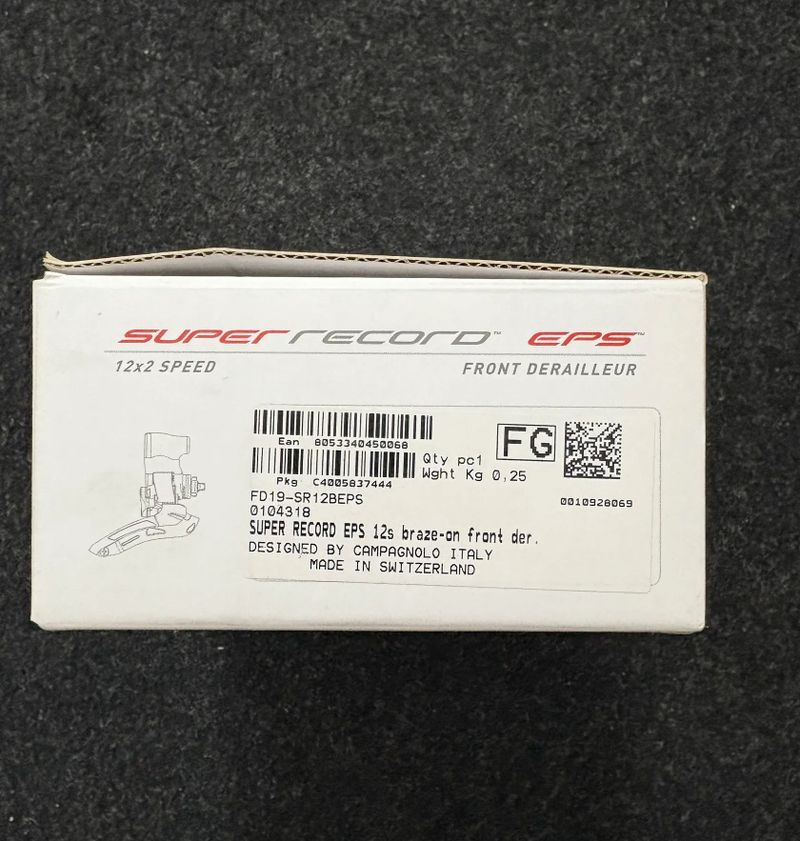 SUPER RECORD™ EPS™
12x2 SPEED
FRONT DERAILLEUR
Ean 8053340450068
Pkg C4005837444
Qty pc1
Wght Kg 0,25
FG
0010928069
FD19-SR12BEPS
0104318
SUPER RECORD EPS 12s braze-on front der.
DESIGNED BY CAMPAGNOLO ITALY
MADE IN SWITZERLAND